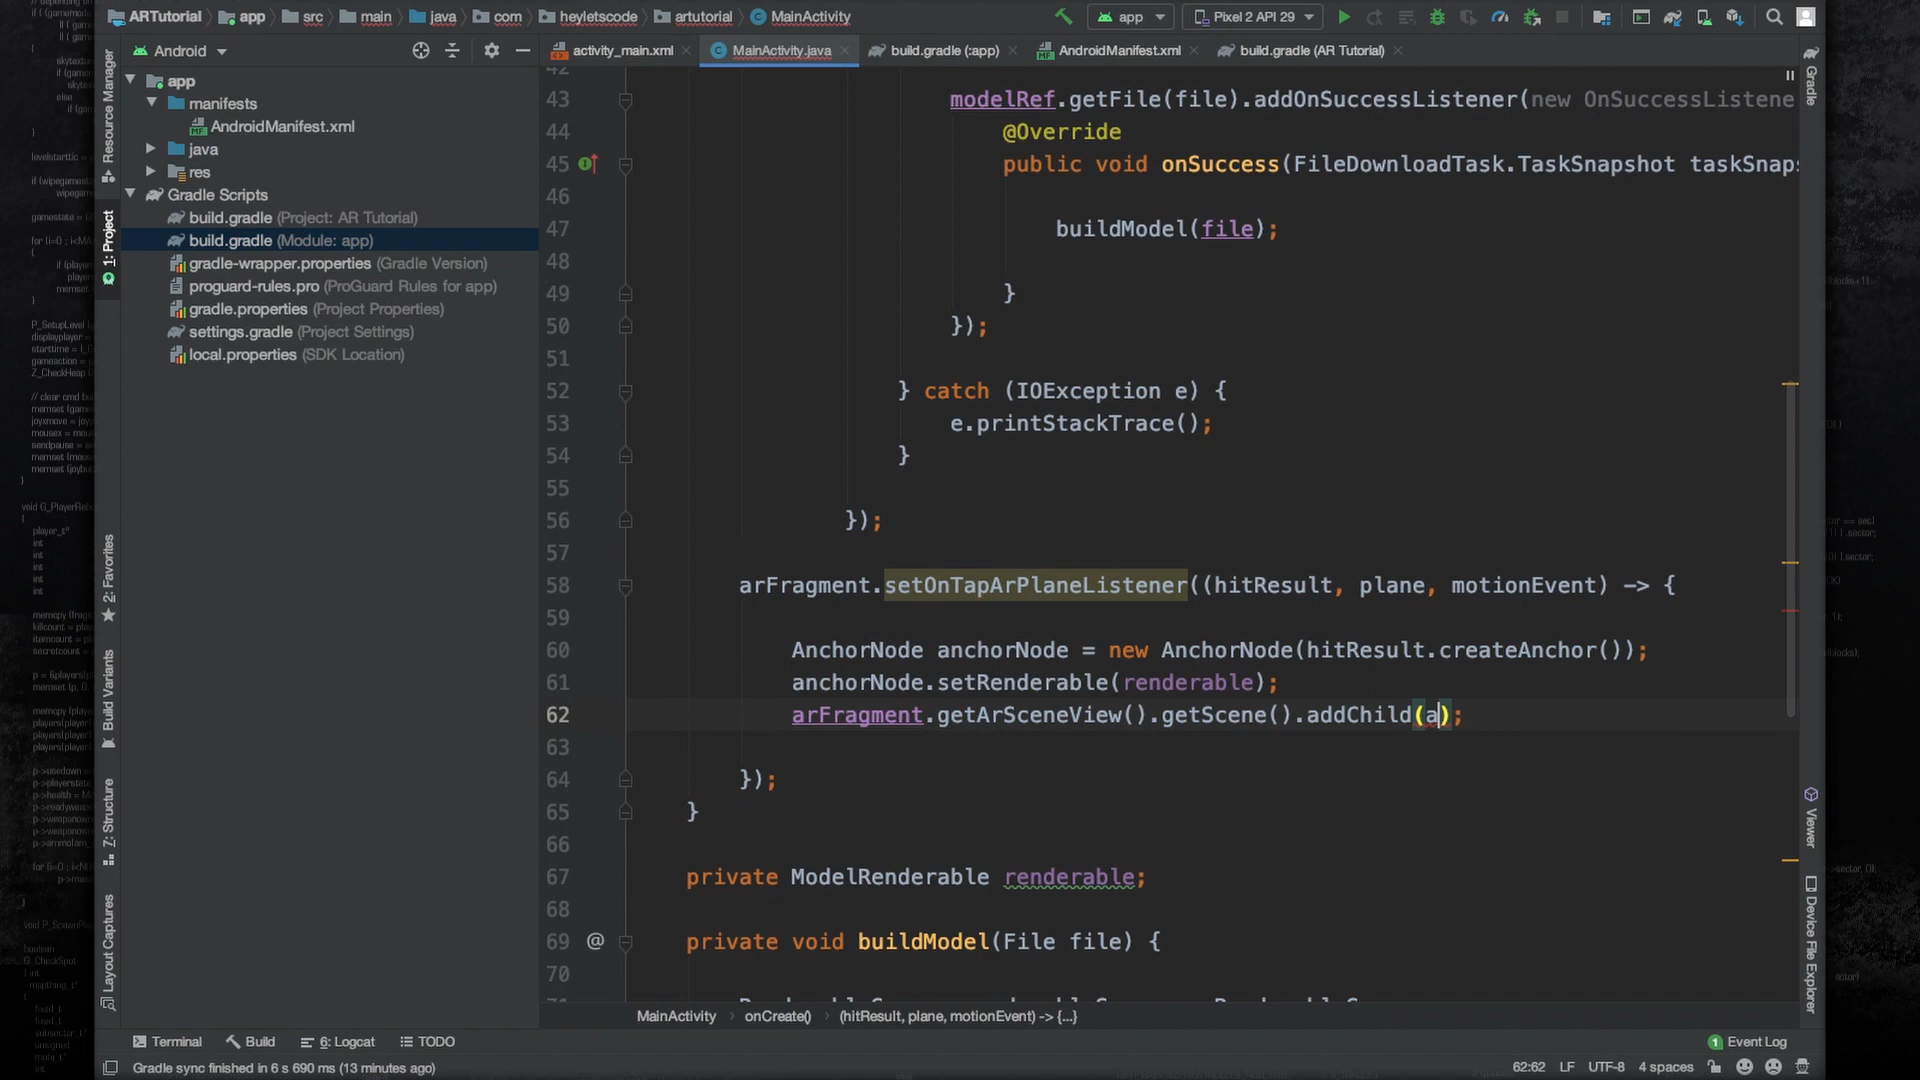 ARTutorial app src main java com heyletscode artutorial MainActivity app Pixel 2 API 29
Android
activity_main.xml MainActivity.java build.gradle (:app) AndroidManifest.xml build.gradle (AR Tutorial)
Resource Manager
1: Project
2: Favorites
Build Variants
Z: Structure
Layout Captures
app
manifests
AndroidManifest.xml
java
res
Gradle Scripts
build.gradle (Project: AR Tutorial)
build.gradle (Module: app)
gradle-wrapper.properties (Gradle Version)
proguard-rules.pro (ProGuard Rules for app)
gradle.properties (Project Properties)
settings.gradle (Project Settings)
local.properties (SDK Location)
42
43 modelRef.getFile(file).addOnSuccessListener(new OnSuccessListene
44 @Override
45 public void onSuccess(FileDownloadTask.TaskSnapshot taskSnaps
46
47 buildModel(file);
48
49 }
50 });
51
52 } catch (IOException e) {
53 e.printStackTrace();
54 }
55
56 });
57
58 arFragment.setOnTapArPlaneListener((hitResult, plane, motionEvent) -> {
59
60 AnchorNode anchorNode = new AnchorNode(hitResult.createAnchor());
61 anchorNode.setRenderable(renderable);
62 arFragment.getArSceneView().getScene().addChild(a);
63
64 });
65 }
66
67 private ModelRenderable renderable;
68
69 @ private void buildModel(File file) {
70
MainActivity onCreate() (hitResult, plane, motionEvent) -> {...}
Gradle
Viewer
Device File Explorer
Terminal Build 6: Logcat TODO 1 Event Log
Gradle sync finished in 6 s 690 ms (13 minutes ago) 62:62 LF UTF-8 4 spaces